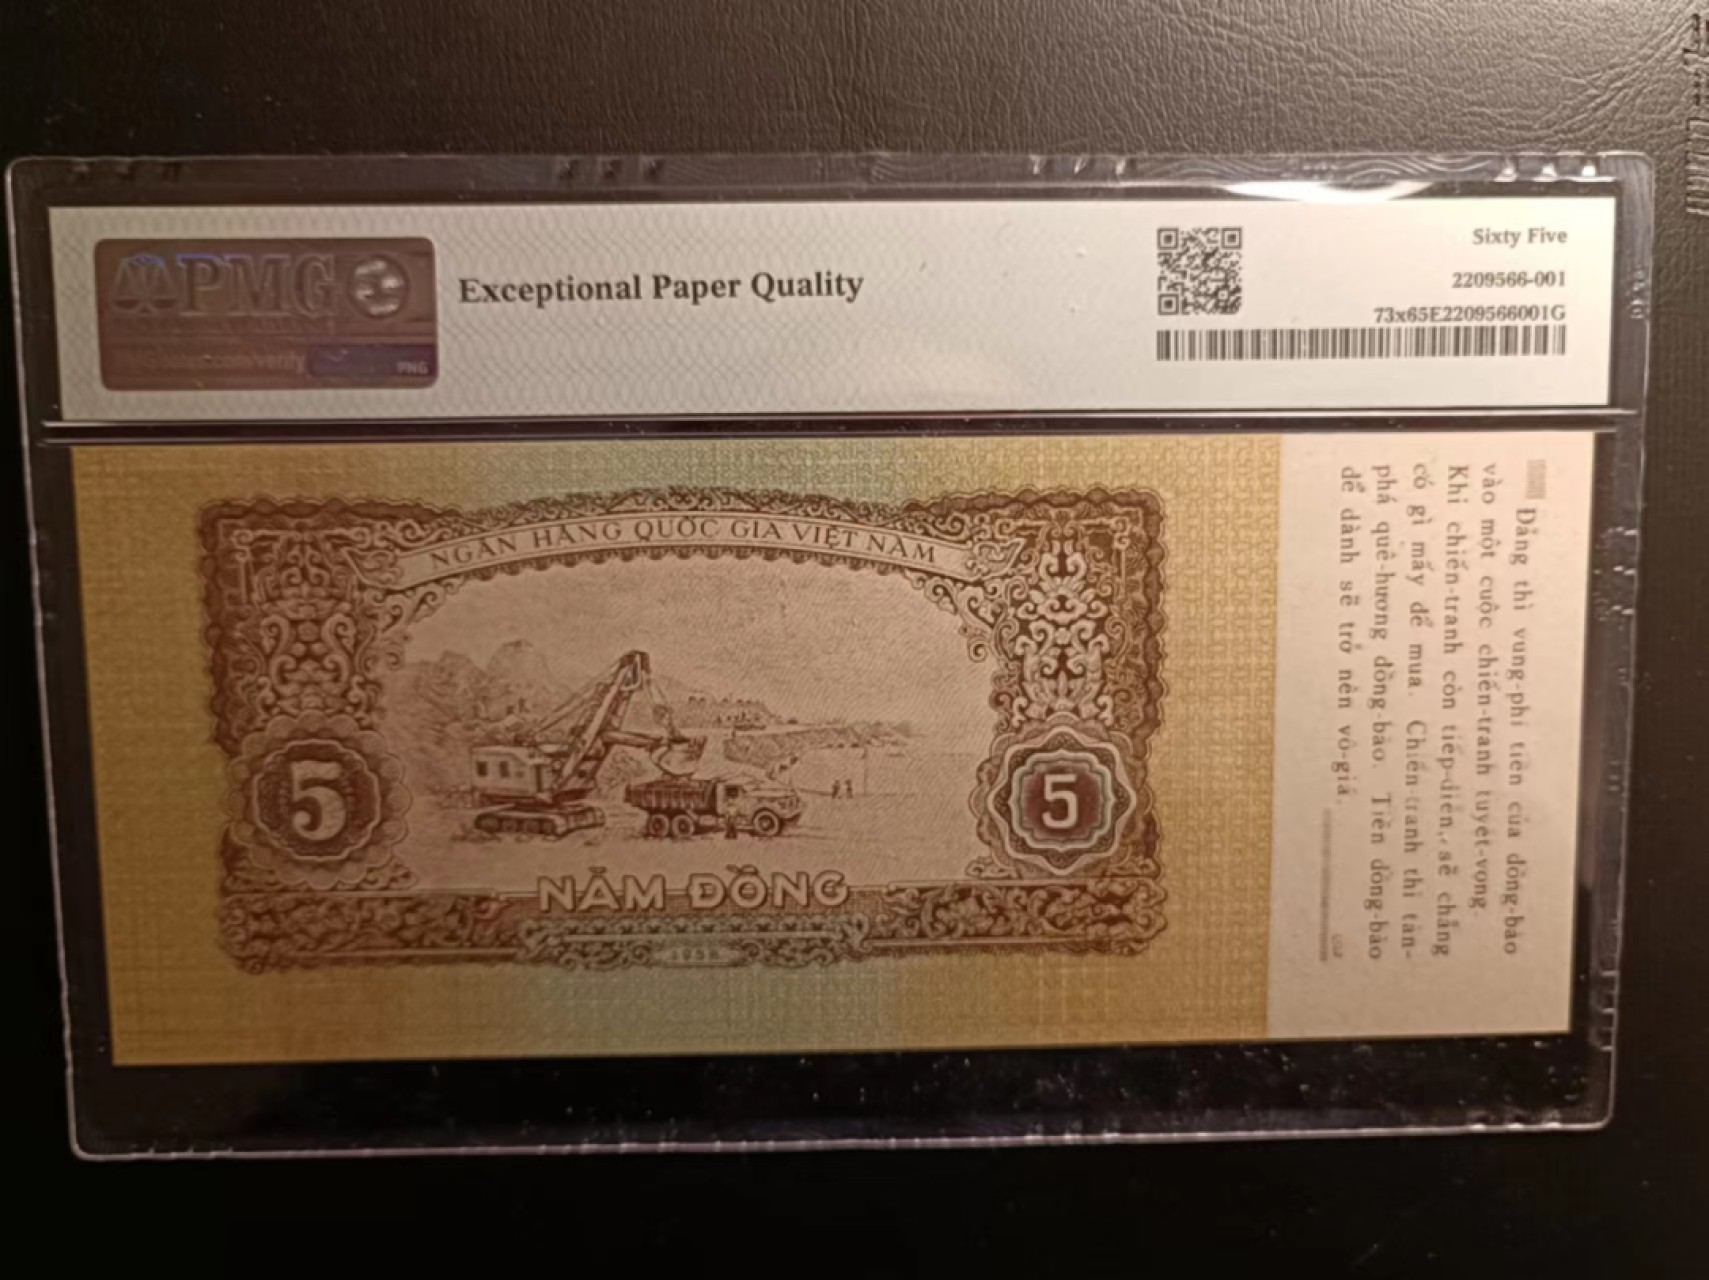 PMG
PNG
Exceptional Paper Quality
Sixty Five
2209566-001
73x65E2209566001G
NGÂN HÀNG QUỐC GIA VIỆT NAM
5
5
NĂM ĐỒNG
1958
Đảng thì vung-phí tiền của đồng-bào
vào một cuộc chiến-tranh tuyệt-vọng.
Khi chiến-tranh còn tiếp-diễn, sẽ chẳng
có gì mấy để mua. Chiến-tranh thì tàn-
phá quê-hương đồng-bào. Tiền đồng-bào
để dành sẽ trở nên vô-giá.